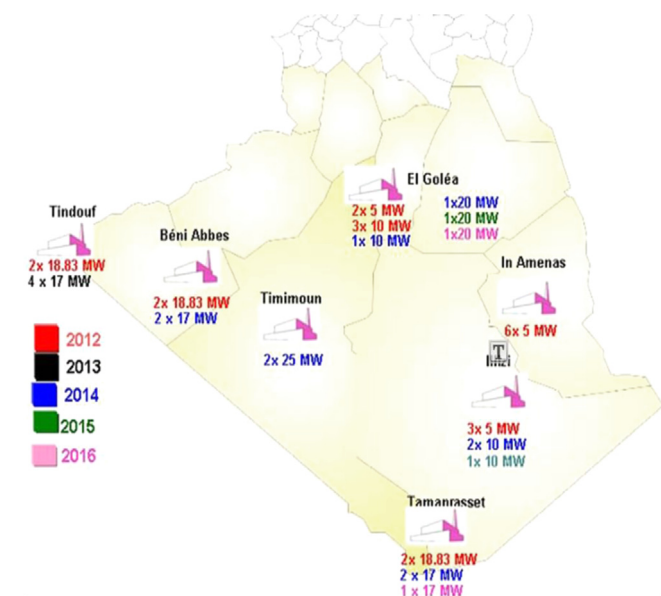 El Goléa
2x 5 MW
3x 10 MW
1x 10 MW
1x20 MW
1x20 MW
1x20 MW
Tindouf
2x 18.83 MW
4 x 17 MW
Béni Abbes
2x 18.83 MW
2 x 17 MW
In Amenas
6x 5 MW
Timimoun
2x 25 MW
T
2012
2013
2014
2015
2016
3x 5 MW
2x 10 MW
1x 10 MW
Tamanrasset
2x 18.83 MW
2 x 17 MW
1 x 17 MW